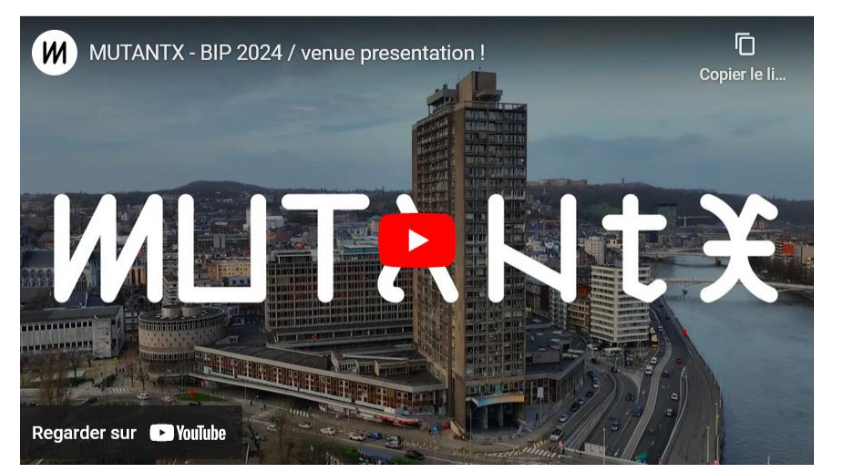 MUTANTX - BIP 2024 / venue presentation !
Copier le li...
MUTANTX
Regarder sur YouTube